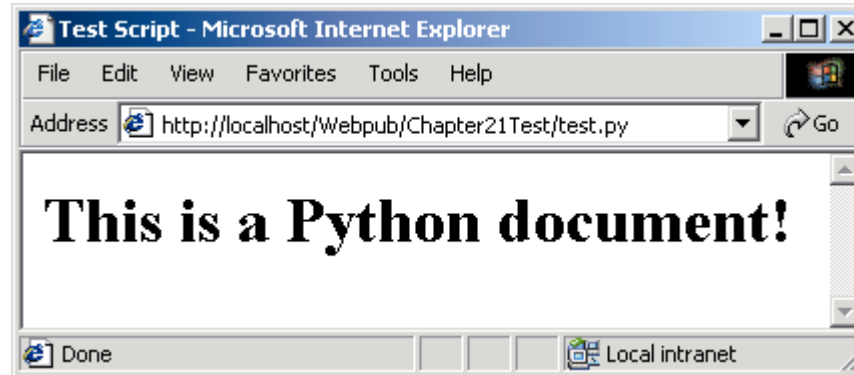 Test Script - Microsoft Internet Explorer
File Edit View Favorites Tools Help
Address http://localhost/Webpub/Chapter21Test/test.py Go
This is a Python document!
Done Local intranet